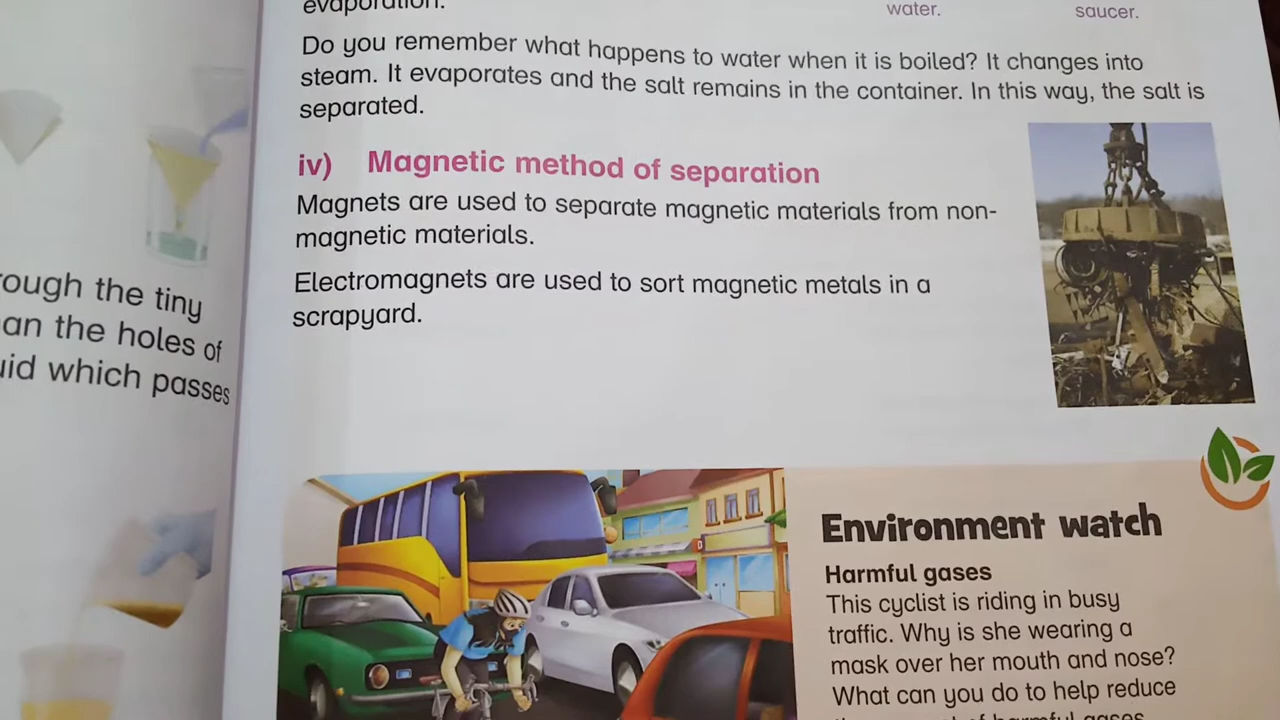 rough the tiny
an the holes of
uid which passes
evaporation.
water.
saucer.
Do you remember what happens to water when it is boiled? It changes into
steam. It evaporates and the salt remains in the container. In this way, the salt is
separated.
iv) Magnetic method of separation
Magnets are used to separate magnetic materials from non-
magnetic materials.
Electromagnets are used to sort magnetic metals in a
scrapyard.
Environment watch
Harmful gases
This cyclist is riding in busy
traffic. Why is she wearing a
mask over her mouth and nose?
What can you do to help reduce
of harmful gases